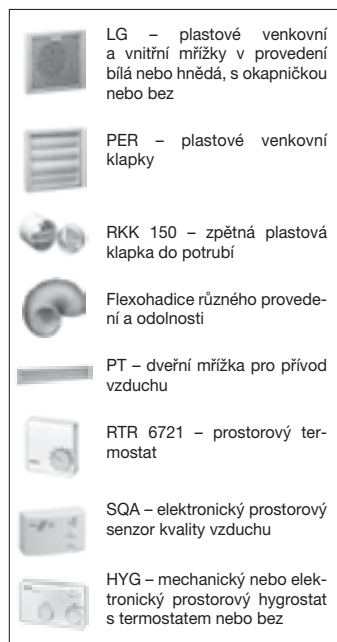 LG – plastové venkovní
a vnitřní mřížky v provedení
bílá nebo hnědá, s okapničkou
nebo bez
PER – plastové venkovní
klapky
RKK 150 – zpětná plastová
klapka do potrubí
Flexohadice různého provede-
ní a odolnosti
PT – dveřní mřížka pro přívod
vzduchu
RTR 6721 – prostorový ter-
mostat
SQA – elektronický prostorový
senzor kvality vzduchu
HYG – mechanický nebo elek-
tronický prostorový hygrostat
s termostatem nebo bez